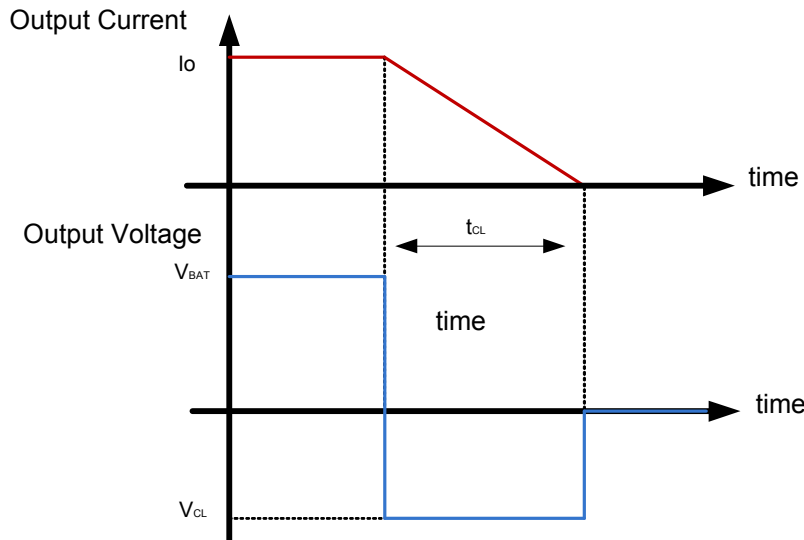 Output Current
Io
time
Output Voltage
tCL
VBAT
time
time
VCL